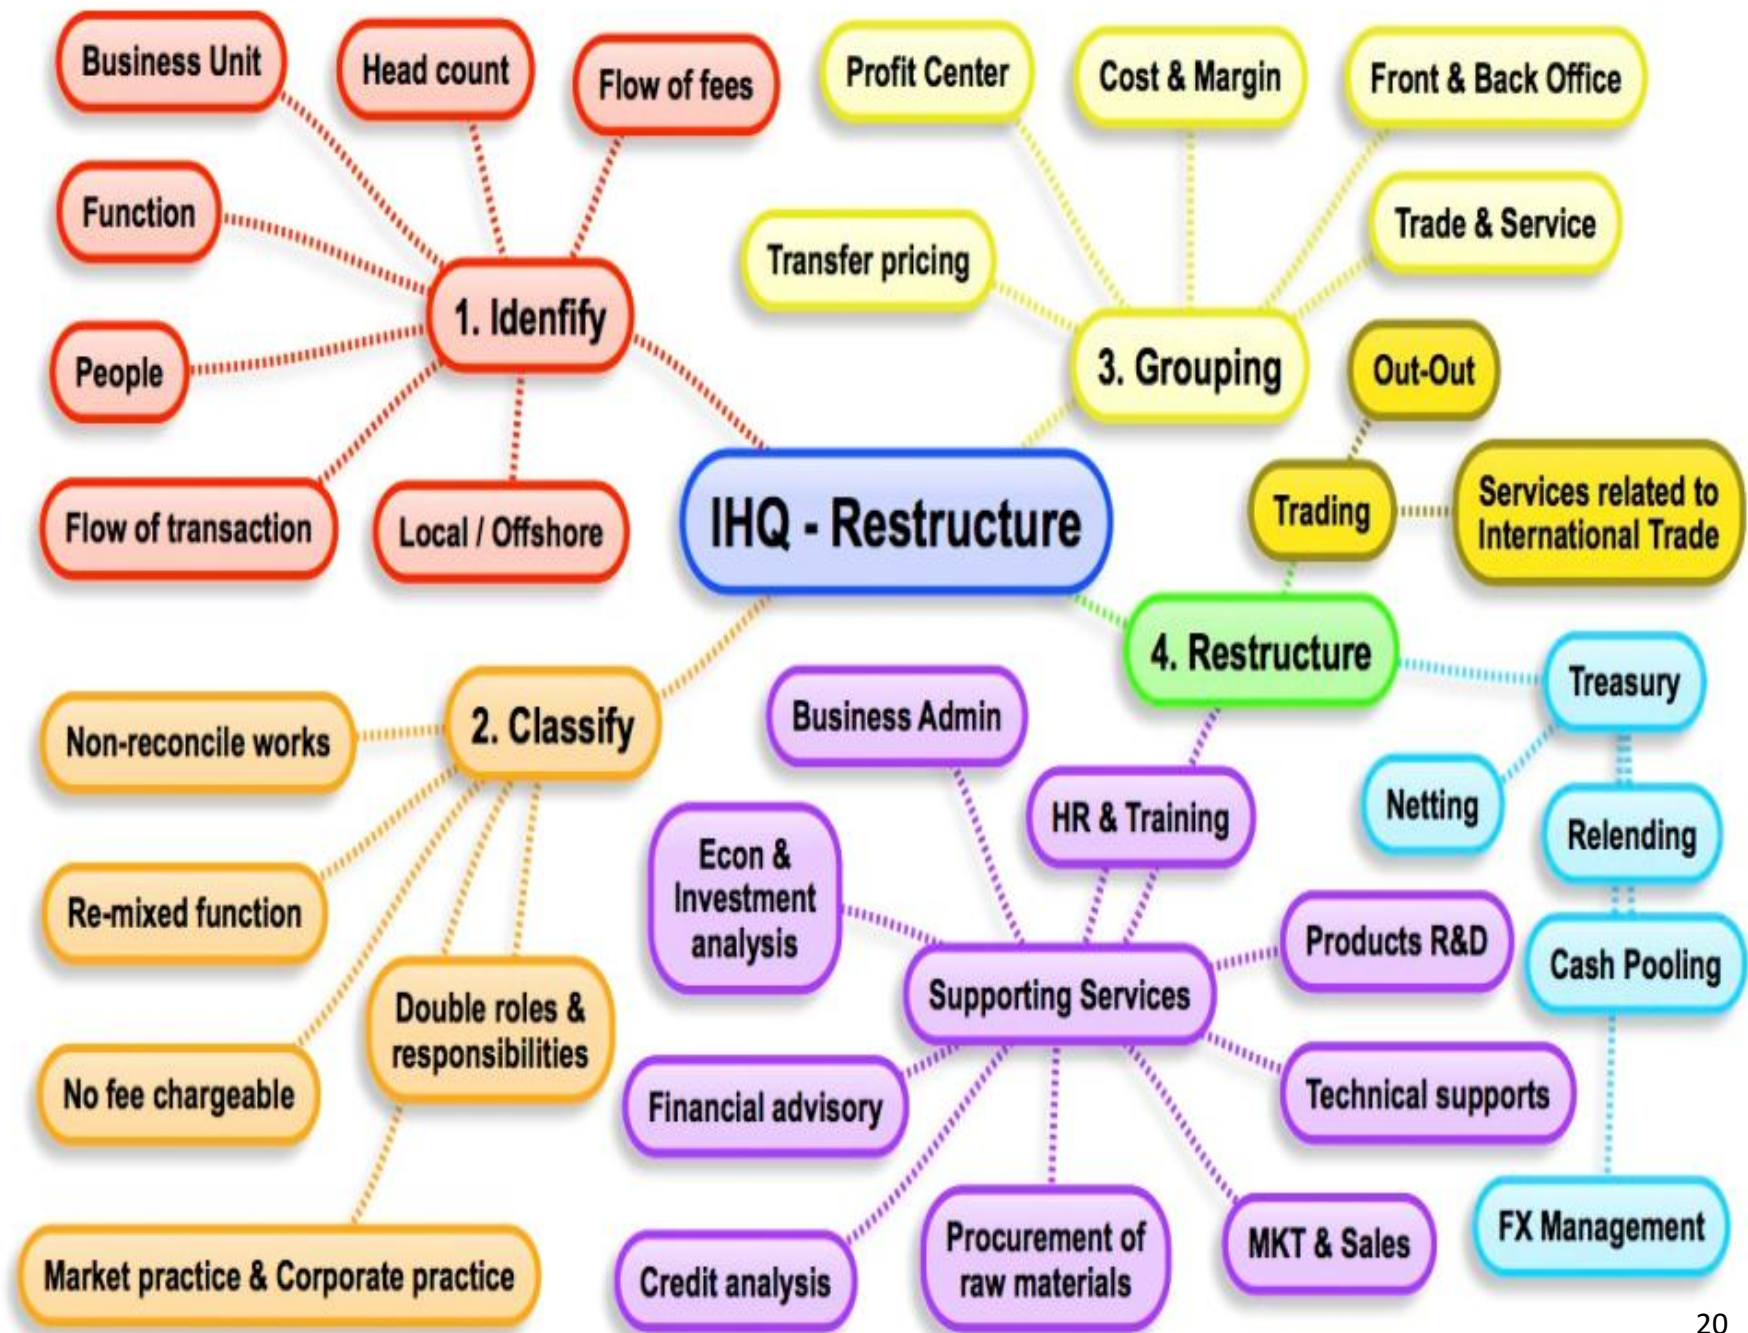 Business Unit
Head count
Flow of fees
Function
1. Idenfify
People
Flow of transaction
Local / Offshore
Profit Center
Cost & Margin
Front & Back Office
Transfer pricing
Trade & Service
3. Grouping
Out-Out
Trading
Services related to
International Trade
IHQ - Restructure
4. Restructure
2. Classify
Non-reconcile works
Re-mixed function
No fee chargeable
Double roles &
responsibilities
Market practice & Corporate practice
Business Admin
HR & Training
Econ &
Investment
analysis
Supporting Services
Products R&D
Financial advisory
Technical supports
Credit analysis
Procurement of
raw materials
MKT & Sales
Treasury
Netting
Relending
Cash Pooling
FX Management
20